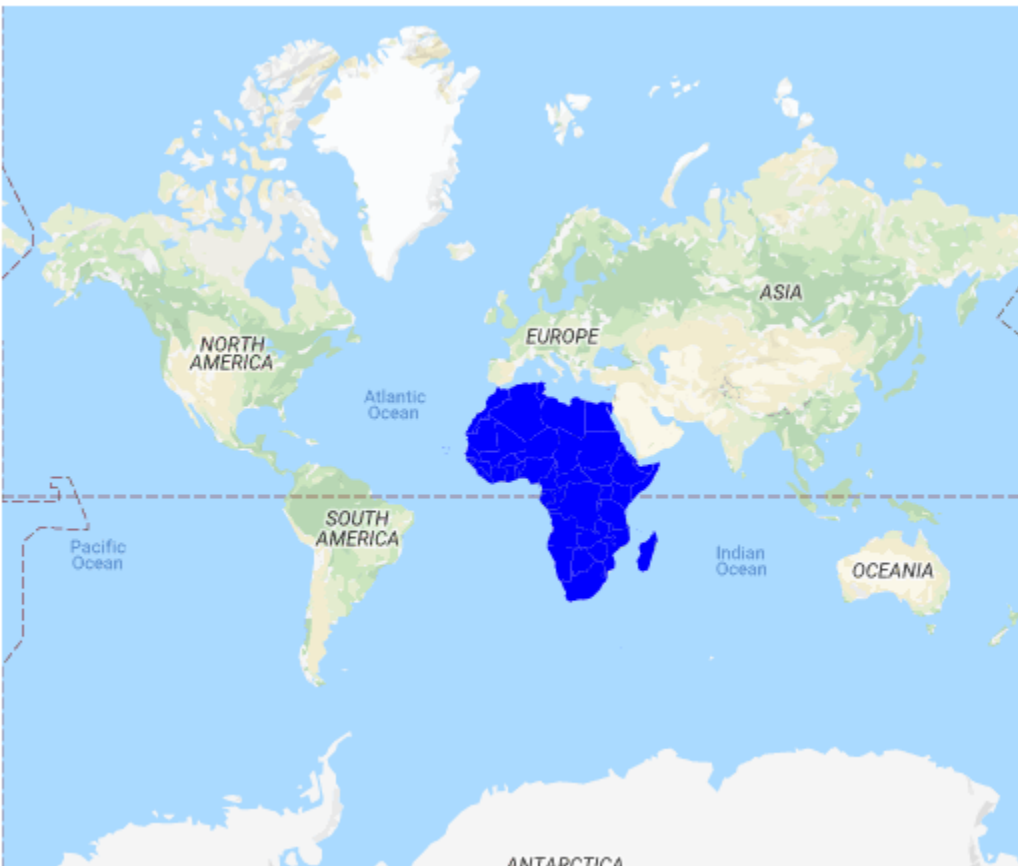 ASIA
EUROPE
NORTH
AMERICA
Atlantic
Ocean
SOUTH
AMERICA
Pacific
Ocean
Indian
Ocean
OCEANIA
ANTARCTICA